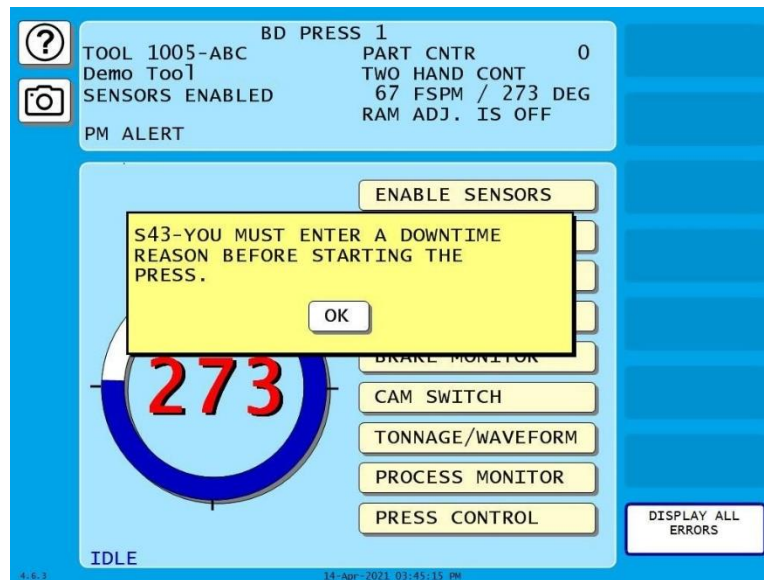 BD PRESS 1
TOOL 1005-ABC PART CNTR 0
Demo Tool TWO HAND CONT
SENSORS ENABLED 67 FSPM / 273 DEG
RAM ADJ. IS OFF
PM ALERT
ENABLE SENSORS
S43-YOU MUST ENTER A DOWNTIME
REASON BEFORE STARTING THE
PRESS.
OK
BRAKE MONITOR
273
CAM SWITCH
TONNAGE/WAVEFORM
PROCESS MONITOR
PRESS CONTROL
DISPLAY ALL
ERRORS
IDLE
4.6.3
14-Apr-2021 03:45:15 PM